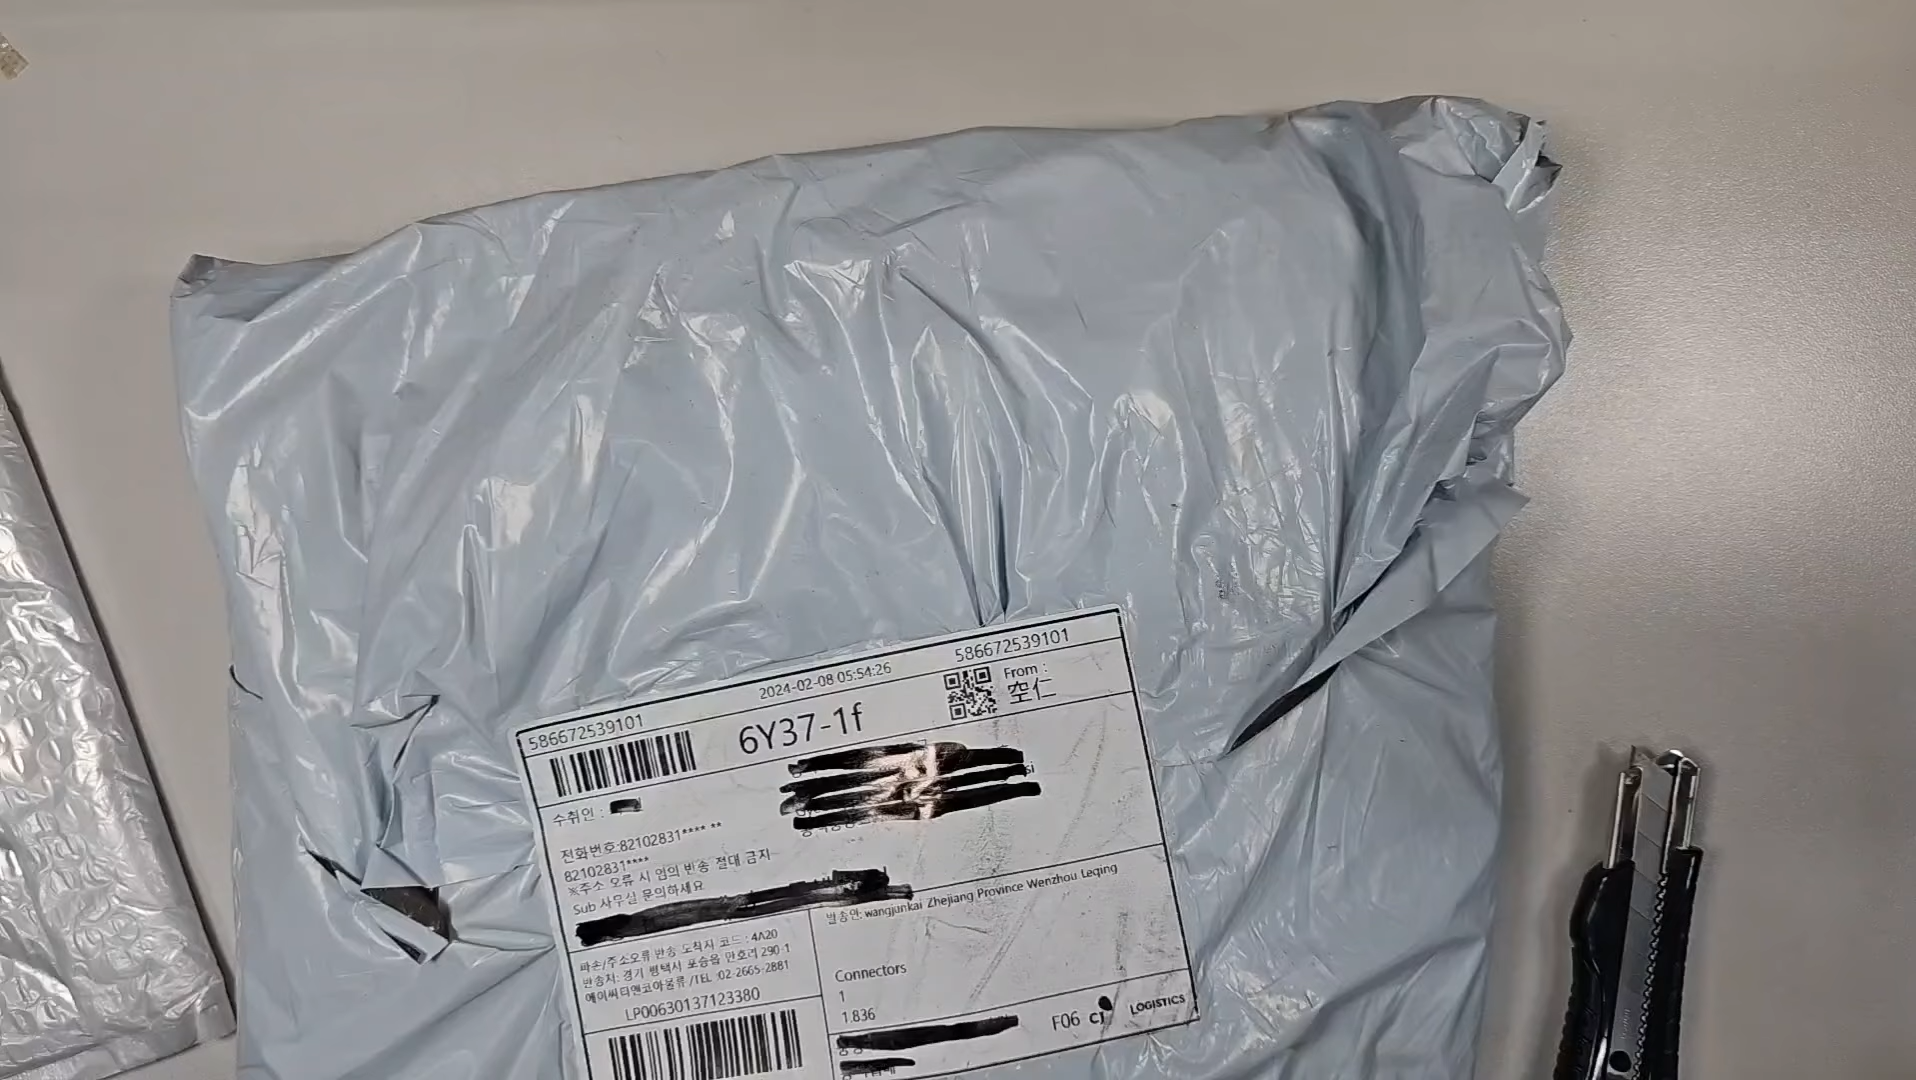 586672539101
2024-02-08 05:54:26
586672539101
6Y37-1f
From :
空仁
수취인 :
전화번호:82102831**** **
82102831****
※주소 오류 시 임의 반송 절대 금지
Sub 사무실 문의하세요
si
발송인: wangjunkai Zhejiang Province Wenzhou Leqing
파손/주소오류 반송 도착지 코드 : 4A20
반송지: 경기 평택시 포승읍 만호리 290-1
에이씨티앤코아물류 /TEL :02-2665-2881
LP00630137123380
Connectors
1
1.836
F06 CJ LOGISTICS